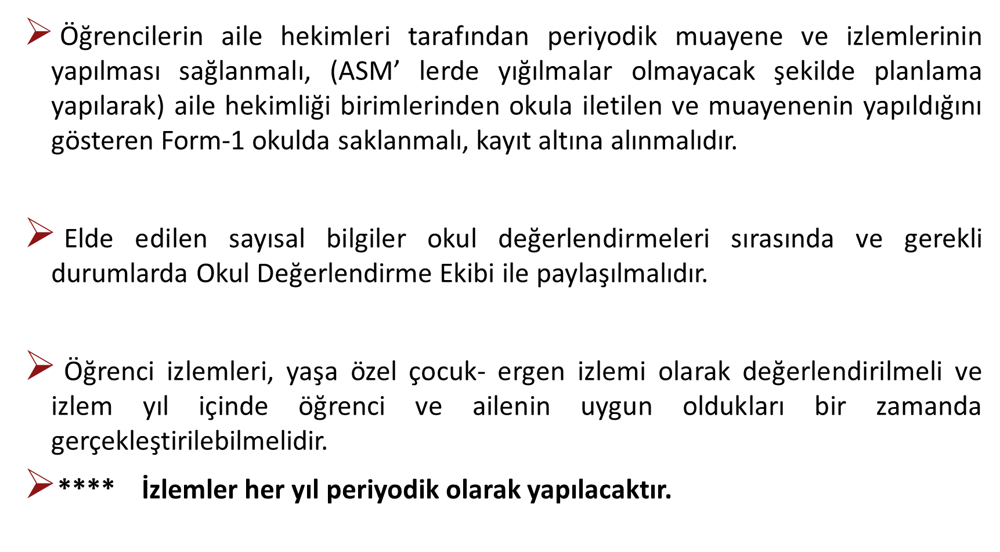 Öğrencilerin aile hekimleri tarafından periyodik muayene ve izlemlerinin
yapılması sağlanmalı, (ASM’ lerde yığılmalar olmayacak şekilde planlama
yapılarak) aile hekimliği birimlerinden okula iletilen ve muayenenin yapıldığını
gösteren Form-1 okulda saklanmalı, kayıt altına alınmalıdır.
Elde edilen sayısal bilgiler okul değerlendirmeleri sırasında ve gerekli
durumlarda Okul Değerlendirme Ekibi ile paylaşılmalıdır.
Öğrenci izlemleri, yaşa özel çocuk- ergen izlemi olarak değerlendirilmeli ve
izlem yıl içinde öğrenci ve ailenin uygun oldukları bir zamanda
gerçekleştirilebilmelidir.
**** İzlemler her yıl periyodik olarak yapılacaktır.